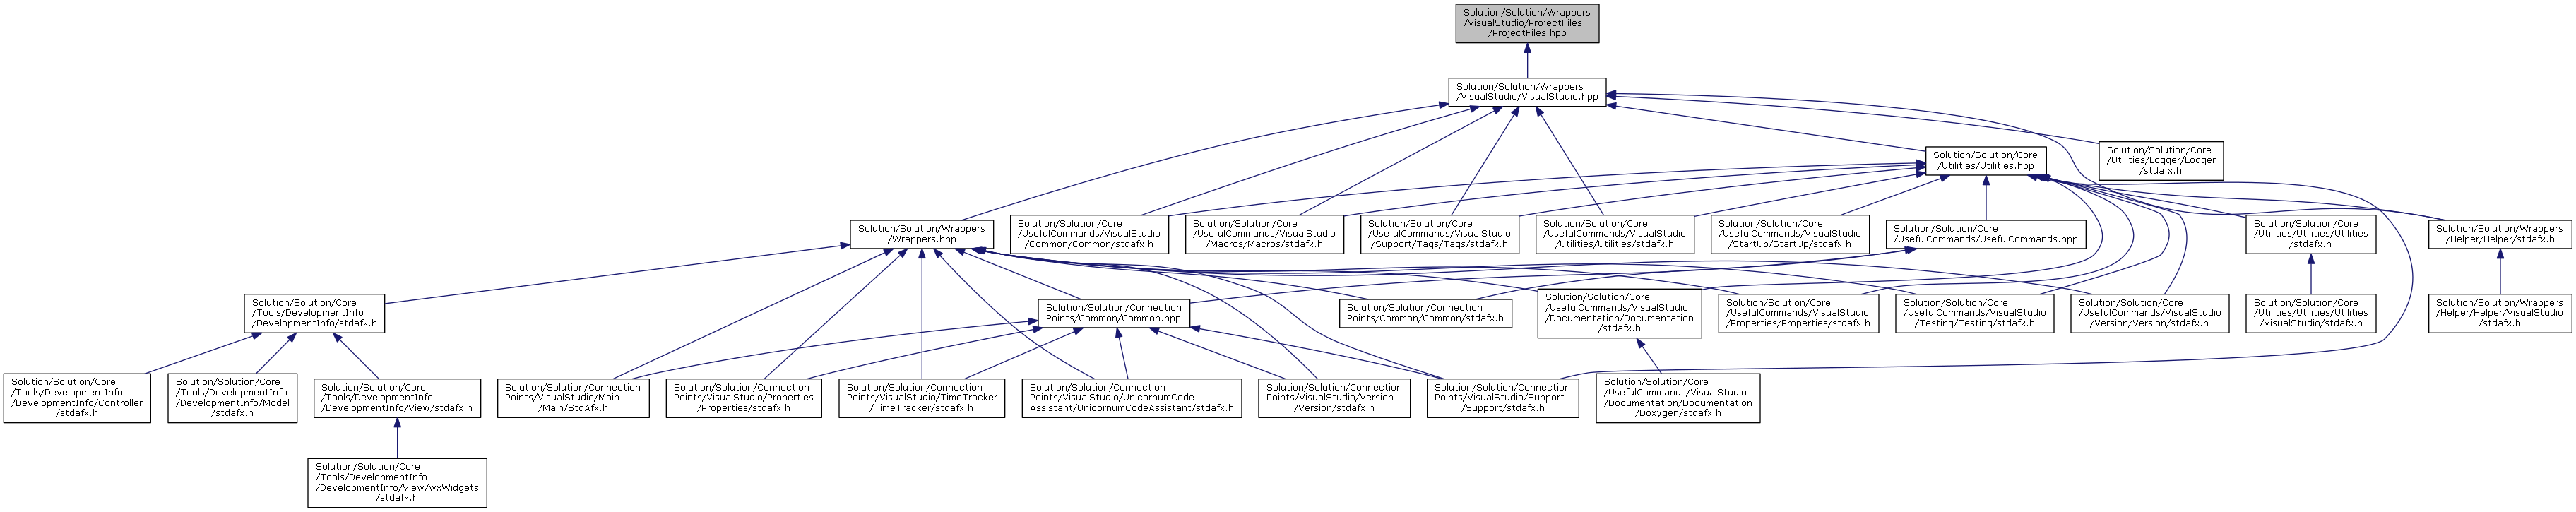 Solution/Solution/Wrappers
/VisualStudio/ProjectFiles
/ProjectFiles.hpp
Solution/Solution/Wrappers
/VisualStudio/VisualStudio.hpp
Solution/Solution/Core
/Utilities/Utilities.hpp
Solution/Solution/Core
/Utilities/Logger/Logger
/stdafx.h
Solution/Solution/Wrappers
/Wrappers.hpp
Solution/Solution/Core
/UsefulCommands/VisualStudio
/Common/Common/stdafx.h
Solution/Solution/Core
/UsefulCommands/VisualStudio
/Macros/Macros/stdafx.h
Solution/Solution/Core
/UsefulCommands/VisualStudio
/Support/Tags/Tags/stdafx.h
Solution/Solution/Core
/UsefulCommands/VisualStudio
/Utilities/Utilities/stdafx.h
Solution/Solution/Core
/UsefulCommands/VisualStudio
/StartUp/StartUp/stdafx.h
Solution/Solution/Core
/UsefulCommands/UsefulCommands.hpp
Solution/Solution/Core
/Utilities/Utilities/Utilities
/stdafx.h
Solution/Solution/Wrappers
/Helper/Helper/stdafx.h
Solution/Solution/Core
/Tools/DevelopmentInfo
/DevelopmentInfo/stdafx.h
Solution/Solution/Connection
Points/Common/Common.hpp
Solution/Solution/Connection
Points/Common/Common/stdafx.h
Solution/Solution/Core
/UsefulCommands/VisualStudio
/Documentation/Documentation
/stdafx.h
Solution/Solution/Core
/UsefulCommands/VisualStudio
/Properties/Properties/stdafx.h
Solution/Solution/Core
/UsefulCommands/VisualStudio
/Testing/Testing/stdafx.h
Solution/Solution/Core
/UsefulCommands/VisualStudio
/Version/Version/stdafx.h
Solution/Solution/Core
/Utilities/Utilities/Utilities
/VisualStudio/stdafx.h
Solution/Solution/Wrappers
/Helper/Helper/VisualStudio
/stdafx.h
Solution/Solution/Core
/Tools/DevelopmentInfo
/DevelopmentInfo/Controller
/stdafx.h
Solution/Solution/Core
/Tools/DevelopmentInfo
/DevelopmentInfo/Model
/stdafx.h
Solution/Solution/Core
/Tools/DevelopmentInfo
/DevelopmentInfo/View/stdafx.h
Solution/Solution/Connection
Points/VisualStudio/Main
/Main/StdAfx.h
Solution/Solution/Connection
Points/VisualStudio/Properties
/Properties/stdafx.h
Solution/Solution/Connection
Points/VisualStudio/TimeTracker
/TimeTracker/stdafx.h
Solution/Solution/Connection
Points/VisualStudio/UnicornumCode
Assistant/UnicornumCodeAssistant/stdafx.h
Solution/Solution/Connection
Points/VisualStudio/Version
/Version/stdafx.h
Solution/Solution/Connection
Points/VisualStudio/Support
/Support/stdafx.h
Solution/Solution/Core
/UsefulCommands/VisualStudio
/Documentation/Documentation
/Doxygen/stdafx.h
Solution/Solution/Core
/Tools/DevelopmentInfo
/DevelopmentInfo/View/wxWidgets
/stdafx.h